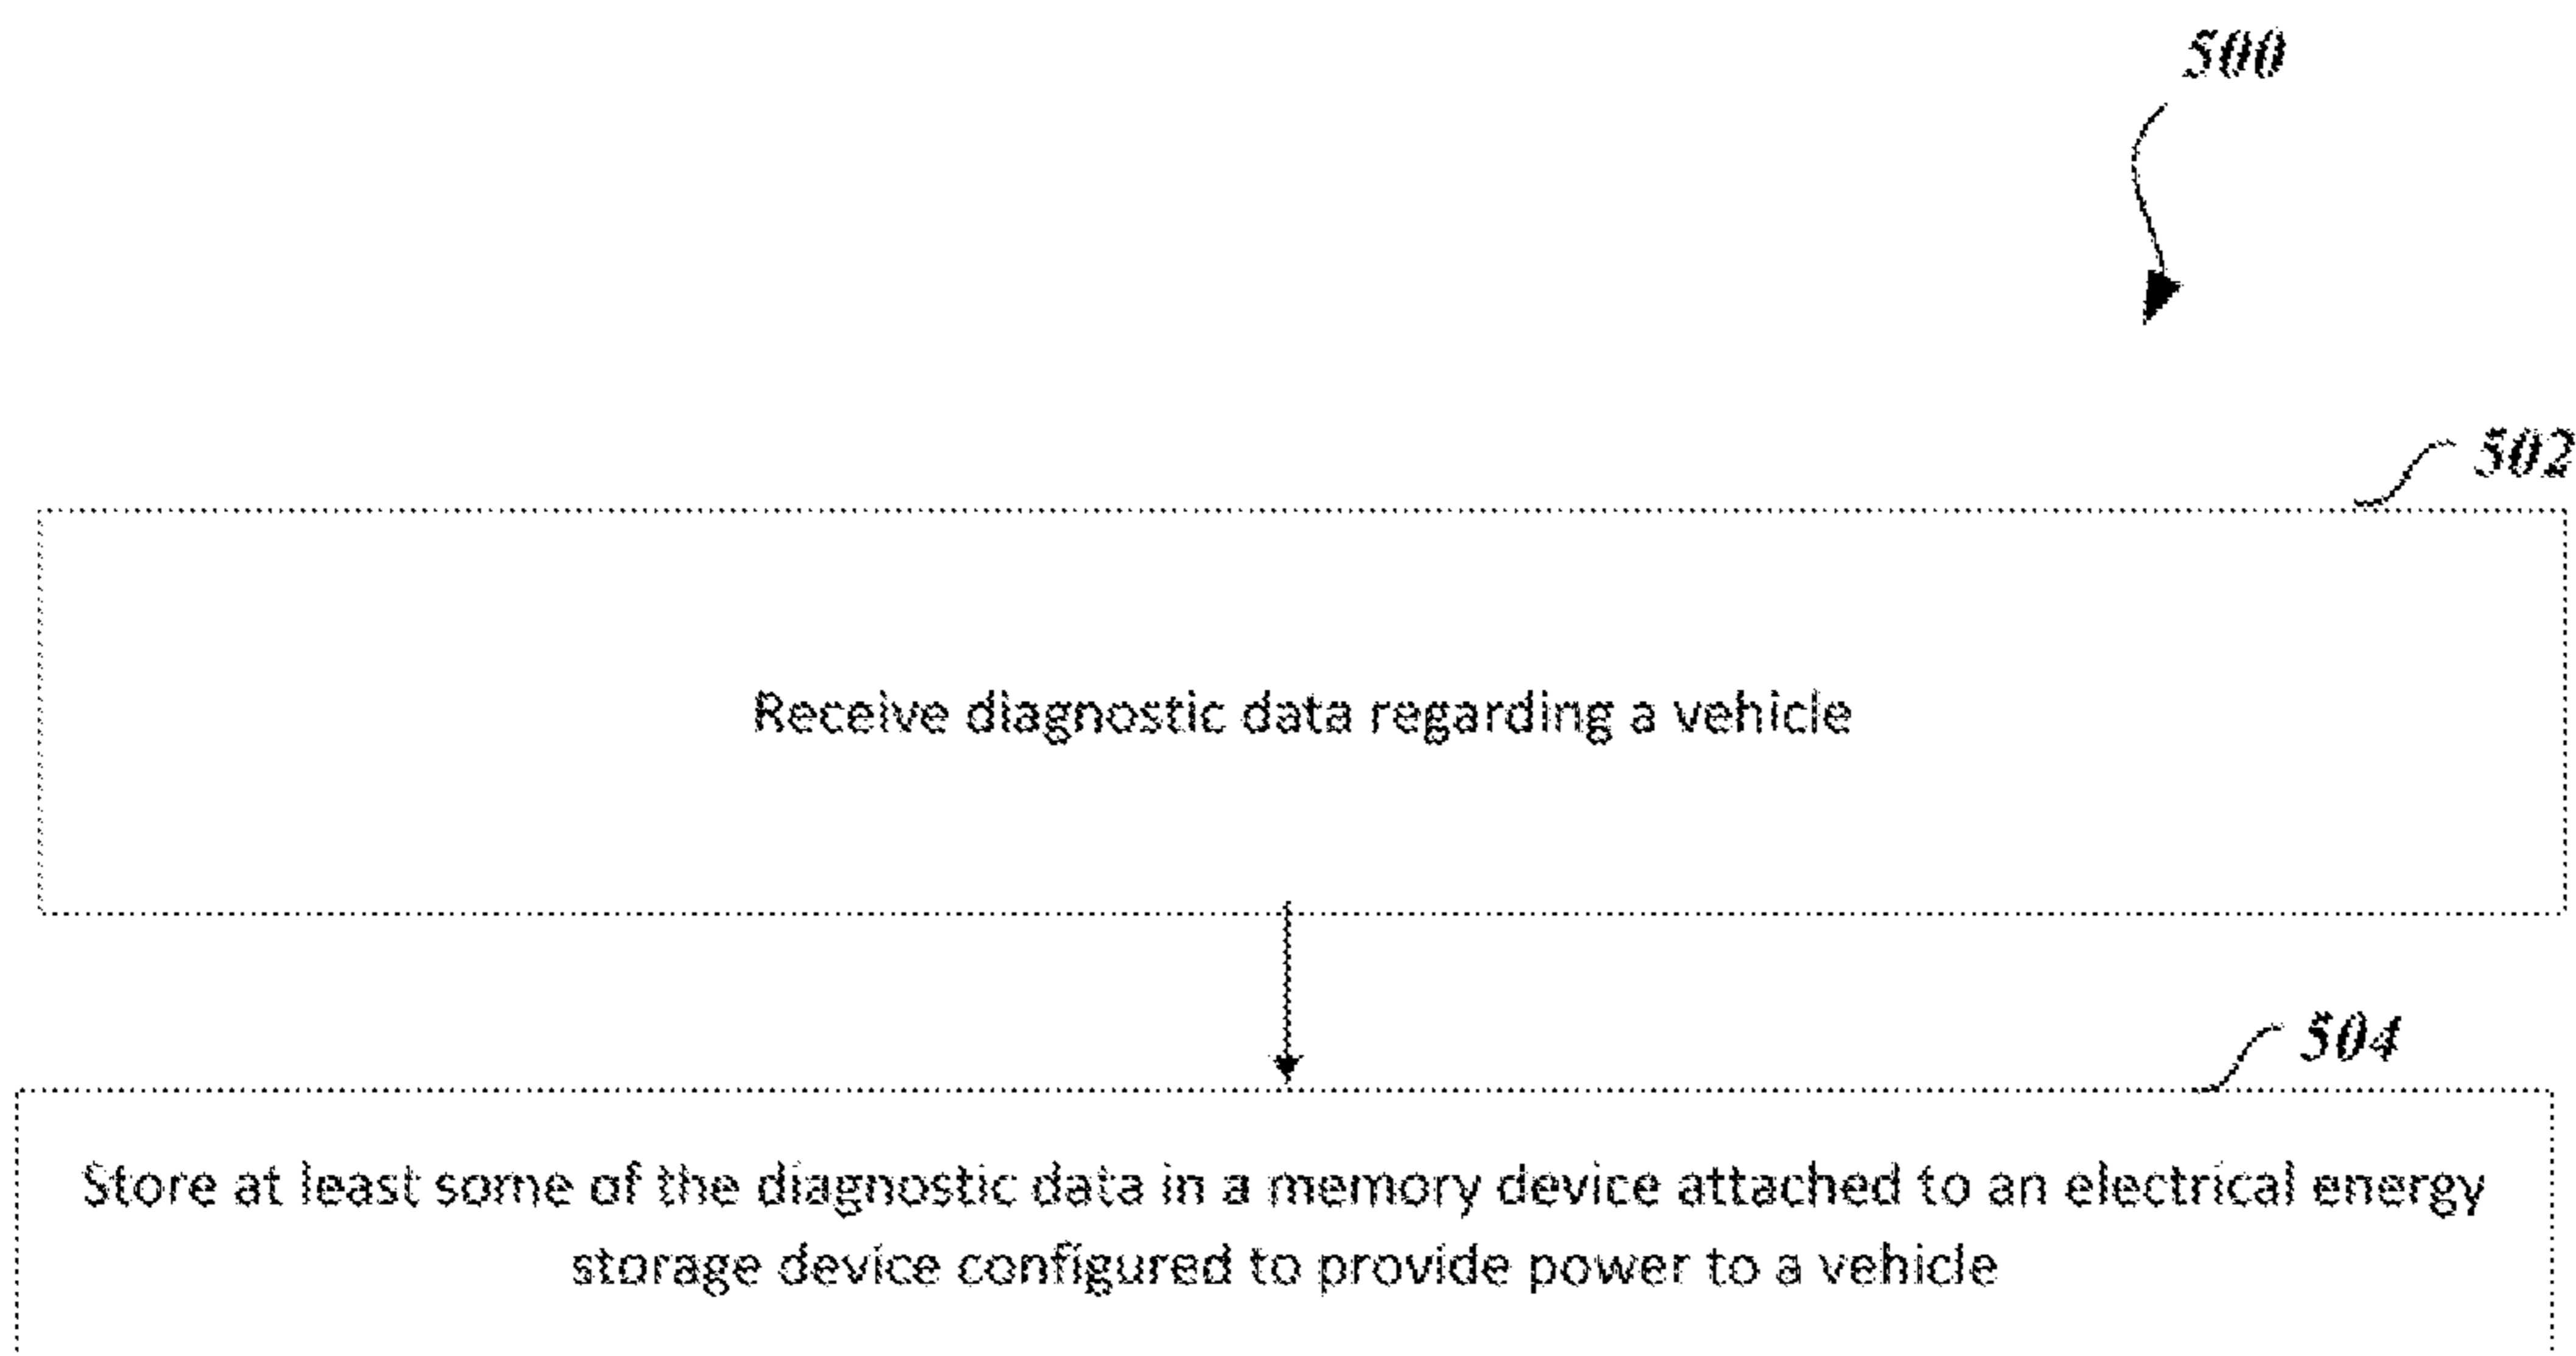 500
502
Receive diagnostic data regarding a vehicle
504
Store at least some of the diagnostic data in a memory device attached to an electrical energy
storage device configured to provide power to a vehicle